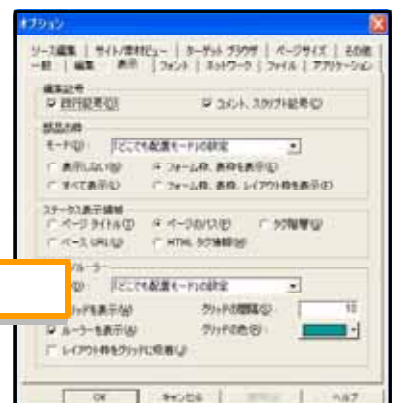 オプション
ソース編集 サイト/素材ビュー ターゲット ブラウザ ページサイズ その他
一般 編集 表示 フォント ネットワーク ファイル アプリケーション
編集記号
改行記号(J) コメント、スクリプト記号(C)
部品の枠
モード(Q): 「どこでも配置モード」の設定
表示しない(W) フォーム枠、表枠を表示(E)
すべて表示(L) フォーム枠、表枠、レイアウト枠を表示(F)
ステータス表示領域
ページ タイトル(T) ページのパス(P) タグ階層(G)
ベース URL(U) HTML タグ情報(H)
ルーラー
「どこでも配置モード」の設定
グリッドを表示 グリッドの間隔(S): 10
ルーラーを表示(A) グリッドの色(B):
レイアウト枠をグリッドに吸着(J)
OK キャンセル ヘルプ